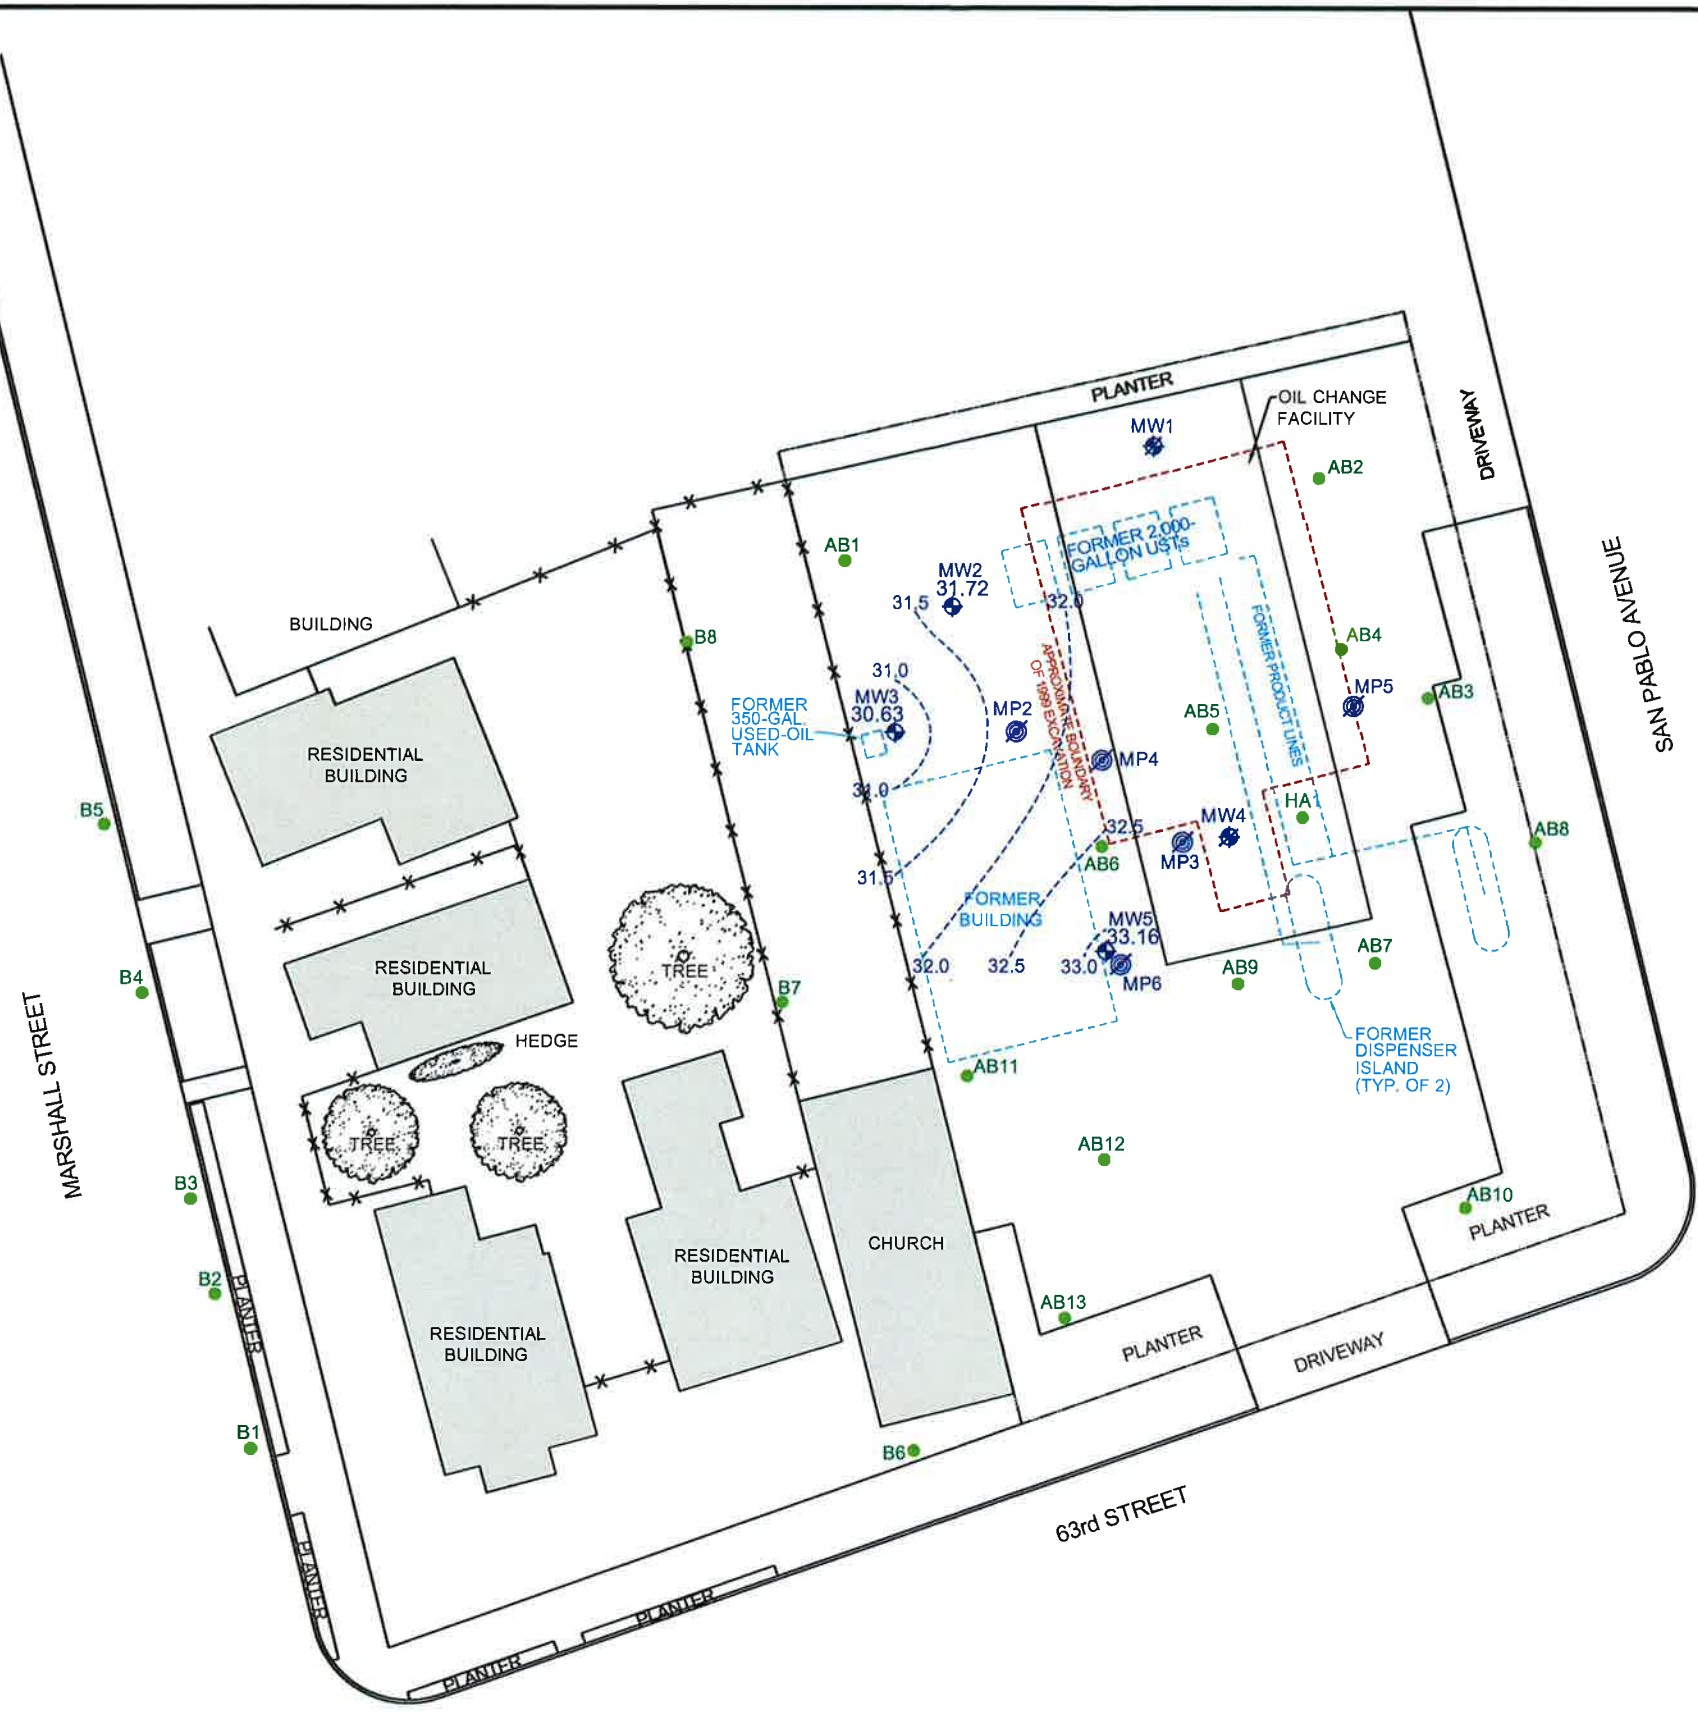 PLANTER
OIL CHANGE
FACILITY
DRIVEWAY
MW1
AB2
SAN PABLO AVENUE
FORMER 2,000-
GALLON USTs
AB1
MW2
31.72
31.5
32.0
BUILDING
B8
AB4
FORMER PRODUCT LINES
APPROXIMATE BOUNDARY
OF 1999 EXCAVATION
31.0
MW3
30.63
FORMER
350-GAL.
USED-OIL
TANK
MP2
MP5
AB3
AB5
MP4
RESIDENTIAL
BUILDING
31.0
B5
HA1
MW4
32.5
AB8
AB6
MP3
31.5
FORMER
BUILDING
MW5
33.16
AB7
32.0
32.5
33.0
MP6
AB9
RESIDENTIAL
BUILDING
TREE
B4
B7
HEDGE
FORMER
DISPENSER
ISLAND
(TYP. OF 2)
AB11
MARSHALL STREET
TREE
TREE
AB12
B3
AB10
PLANTER
CHURCH
RESIDENTIAL
BUILDING
B2
PLANTER
AB13
RESIDENTIAL
BUILDING
PLANTER
DRIVEWAY
B1
B6
63rd STREET
PLANTER
PLANTER
PLANTER